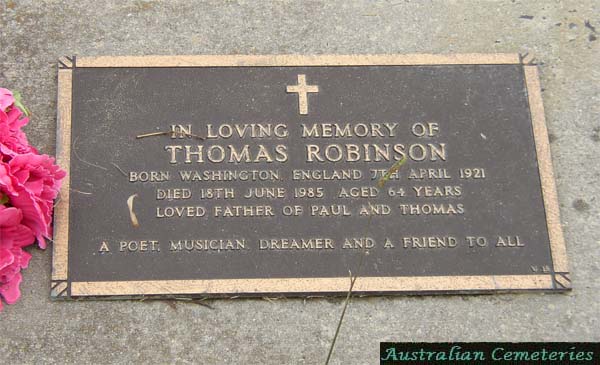 IN LOVING MEMORY OF
THOMAS ROBINSON
BORN WASHINGTON, ENGLAND 7TH APRIL 1921
DIED 18TH JUNE 1985 AGED 64 YEARS
LOVED FATHER OF PAUL AND THOMAS
A POET, MUSICIAN, DREAMER AND A FRIEND TO ALL
Australian Cemeteries